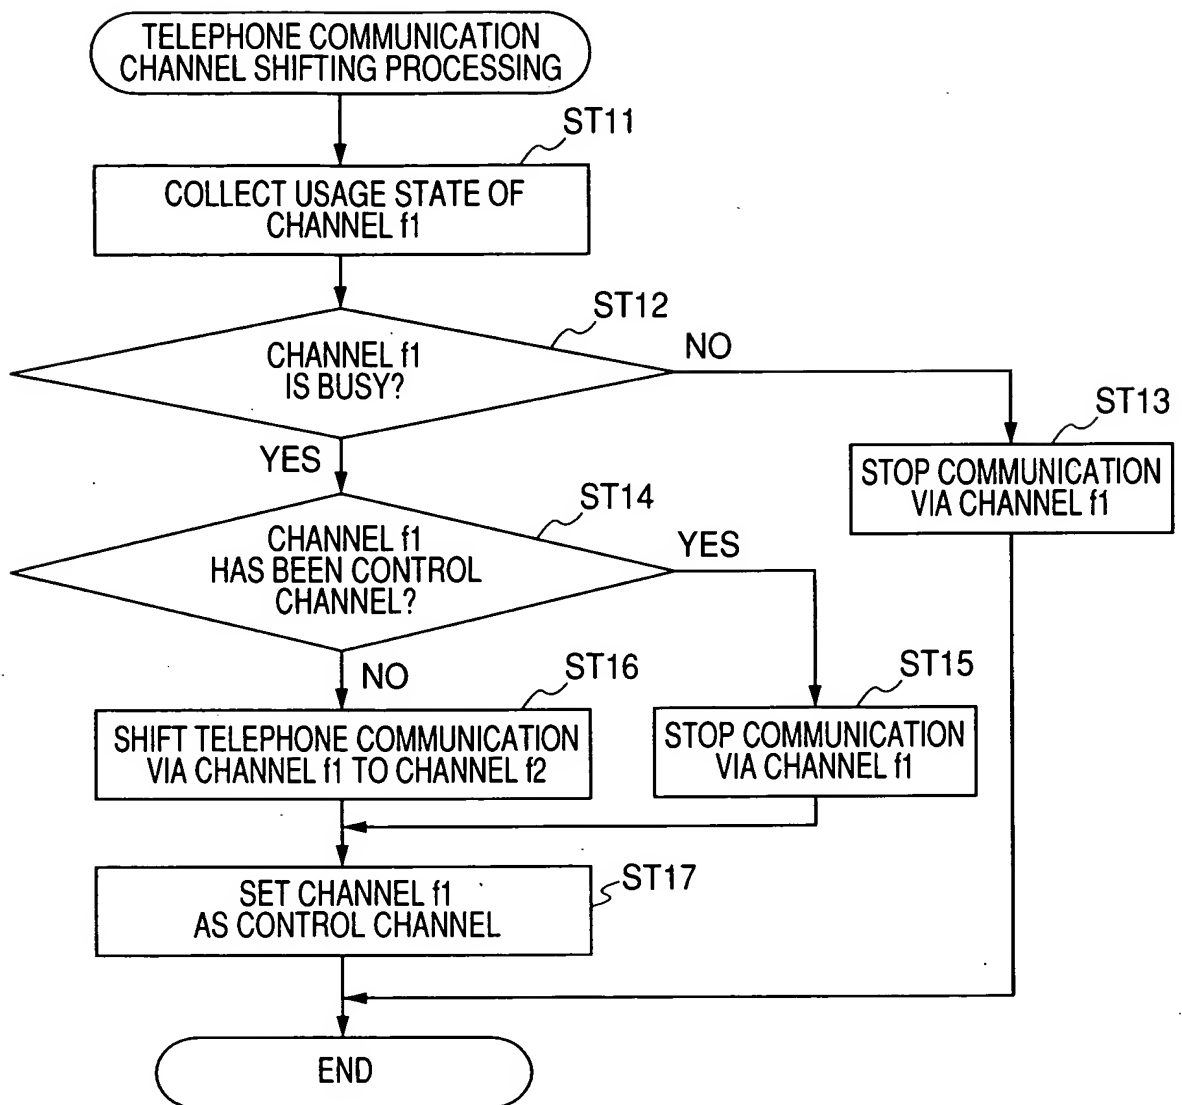 TELEPHONE COMMUNICATION
CHANNEL SHIFTING PROCESSING
ST11
COLLECT USAGE STATE OF
CHANNEL f1
ST12
CHANNEL f1
IS BUSY?
NO
YES
ST13
STOP COMMUNICATION
VIA CHANNEL f1
ST14
CHANNEL f1
HAS BEEN CONTROL
CHANNEL?
YES
NO
ST16
SHIFT TELEPHONE COMMUNICATION
VIA CHANNEL f1 TO CHANNEL f2
ST15
STOP COMMUNICATION
VIA CHANNEL f1
ST17
SET CHANNEL f1
AS CONTROL CHANNEL
END